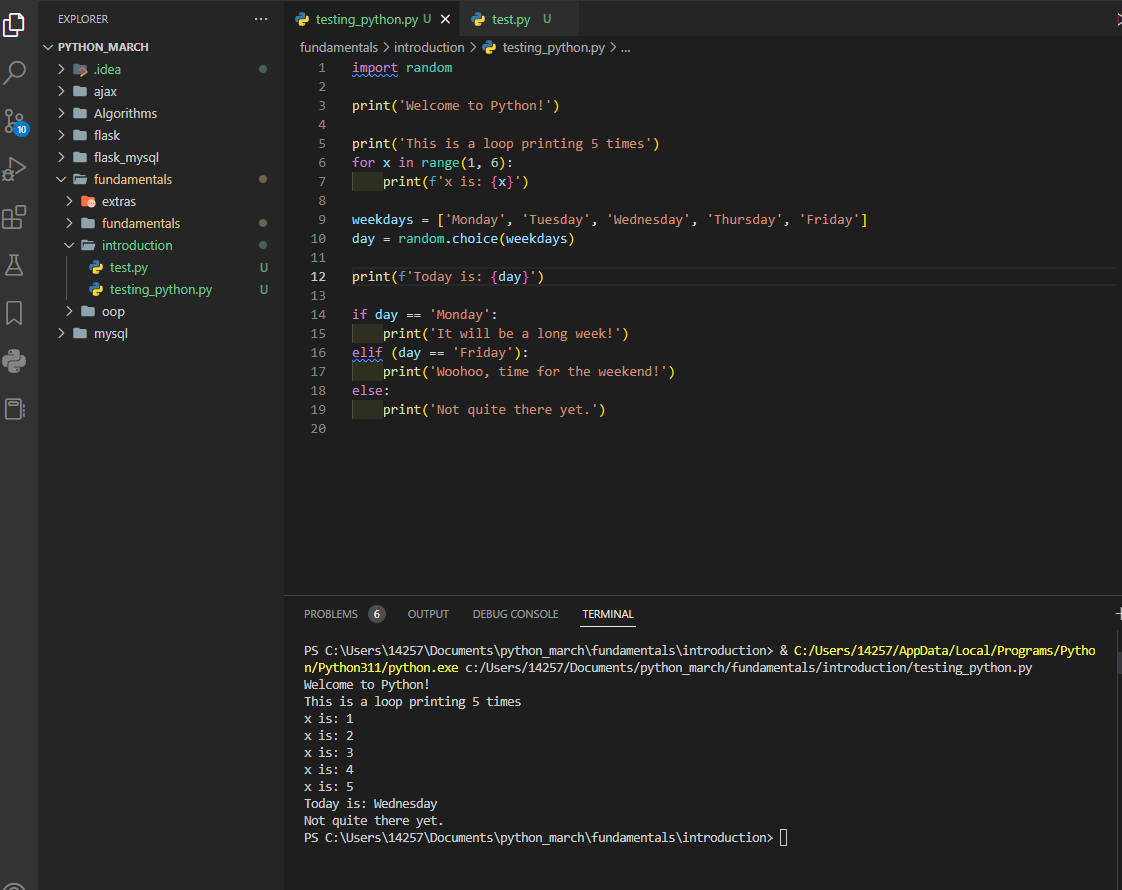 EXPLORER
PYTHON_MARCH
.idea
ajax
Algorithms
flask
flask_mysql
fundamentals
extras
fundamentals
introduction
test.py U
testing_python.py U
oop
mysql
10
testing_python.py U test.py U
fundamentals > introduction > testing_python.py > ...
1 import random
2
3 print('Welcome to Python!')
4
5 print('This is a loop printing 5 times')
6 for x in range(1, 6):
7     print(f'x is: {x}')
8
9 weekdays = ['Monday', 'Tuesday', 'Wednesday', 'Thursday', 'Friday']
10 day = random.choice(weekdays)
11
12 print(f'Today is: {day}')
13
14 if day == 'Monday':
15     print('It will be a long week!')
16 elif (day == 'Friday'):
17     print('Woohoo, time for the weekend!')
18 else:
19     print('Not quite there yet.')
20
PROBLEMS 6 OUTPUT DEBUG CONSOLE TERMINAL
PS C:\Users\14257\Documents\python_march\fundamentals\introduction> & C:/Users/14257/AppData/Local/Programs/Pytho
n/Python311/python.exe c:/Users/14257/Documents/python_march/fundamentals/introduction/testing_python.py
Welcome to Python!
This is a loop printing 5 times
x is: 1
x is: 2
x is: 3
x is: 4
x is: 5
Today is: Wednesday
Not quite there yet.
PS C:\Users\14257\Documents\python_march\fundamentals\introduction>